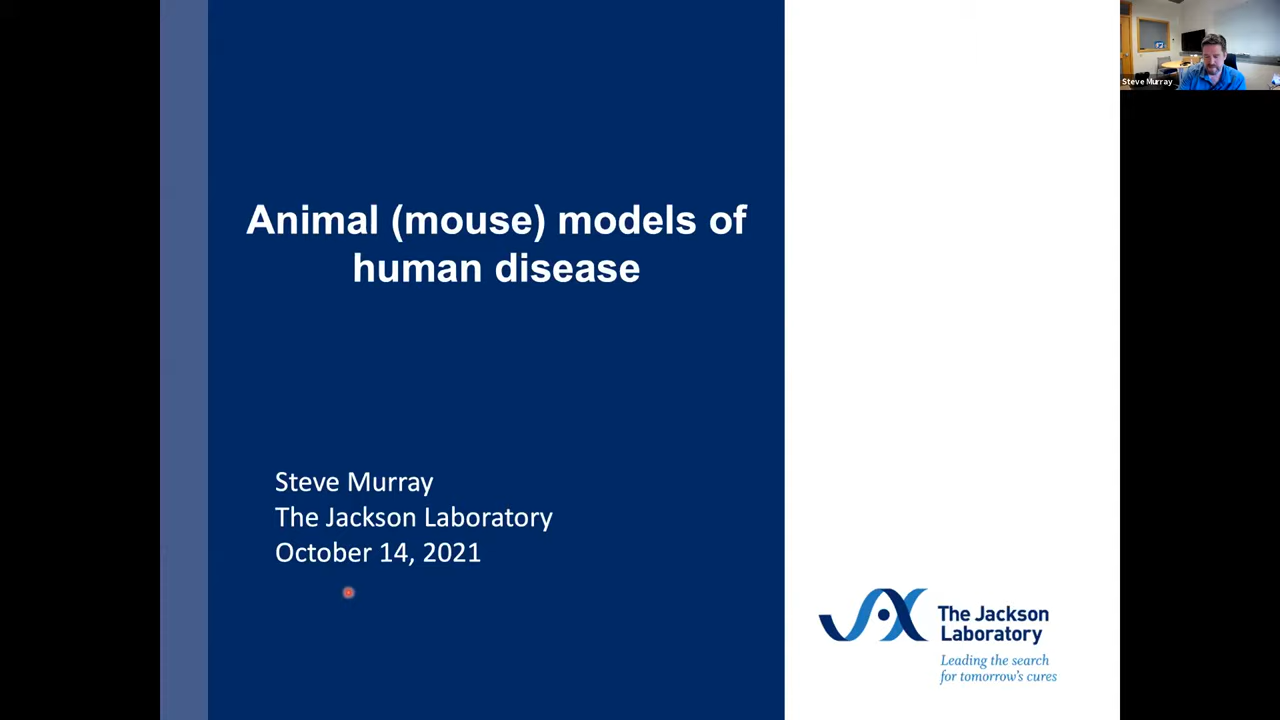 Animal (mouse) models of
human disease
Steve Murray
The Jackson Laboratory
October 14, 2021
The Jackson
Laboratory
Leading the search
for tomorrow's cures
Steve Murray